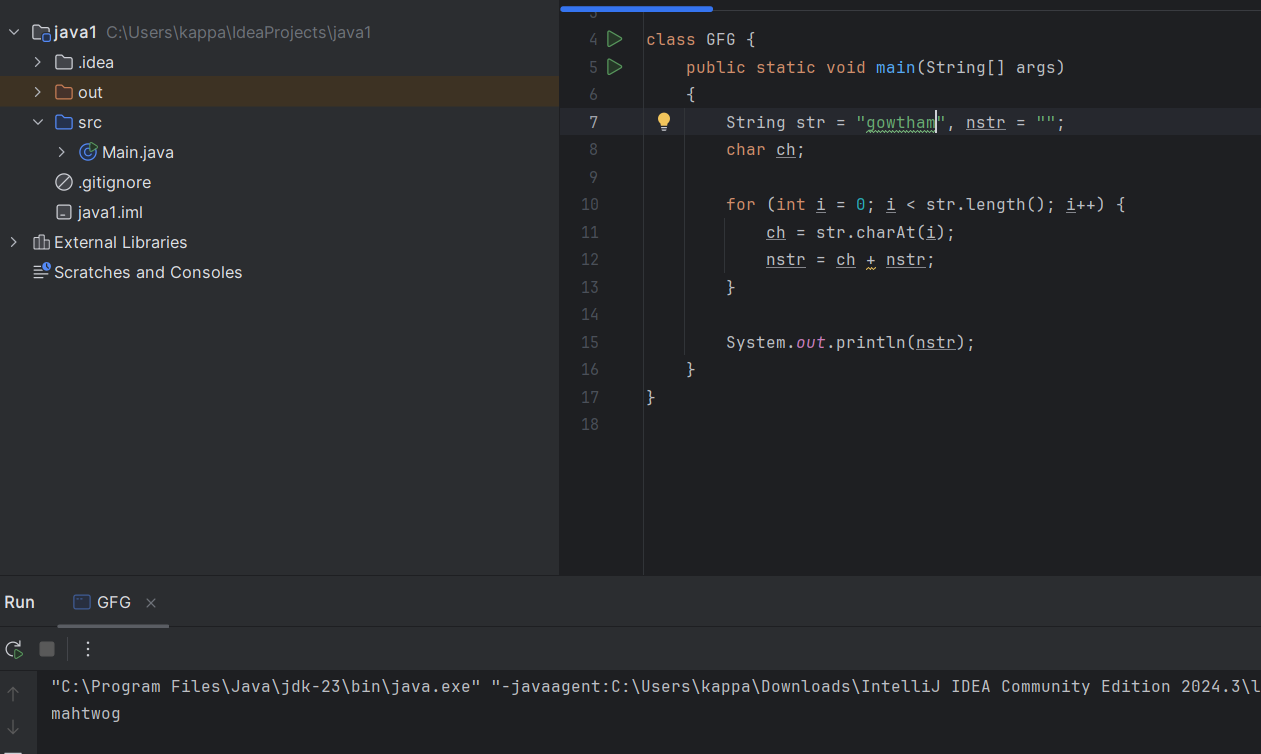 java1 C:\Users\kappa\IdeaProjects\java1
.idea
out
src
Main.java
.gitignore
java1.iml
External Libraries
Scratches and Consoles
4 class GFG {
5 public static void main(String[] args)
6 {
7 String str = "gowtham", nstr = "";
8 char ch;
9
10 for (int i = 0; i < str.length(); i++) {
11 ch = str.charAt(i);
12 nstr = ch + nstr;
13 }
14
15 System.out.println(nstr);
16 }
17 }
18
Run GFG
"C:\Program Files\Java\jdk-23\bin\java.exe" "-javaagent:C:\Users\kappa\Downloads\IntelliJ IDEA Community Edition 2024.3\l
mahtwog